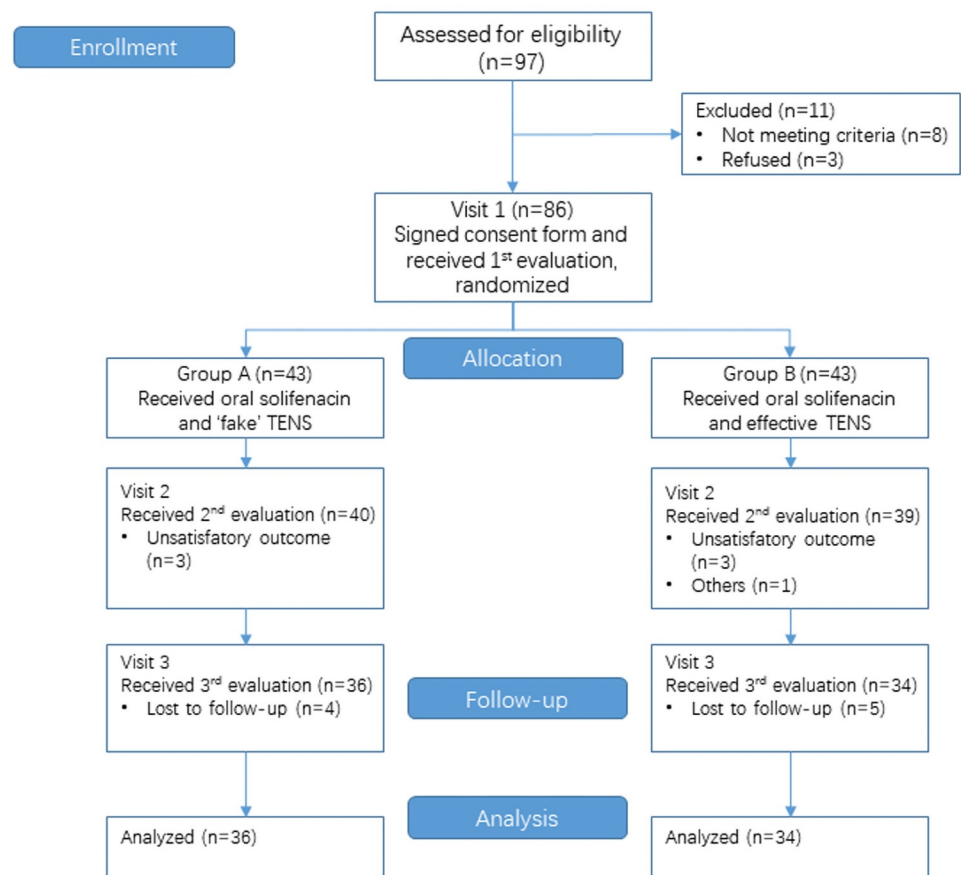 Enrollment
Assessed for eligibility
(n=97)
Excluded (n=11)
• Not meeting criteria (n=8)
• Refused (n=3)
Visit 1 (n=86)
Signed consent form and
received 1st evaluation,
randomized
Allocation
Group A (n=43)
Received oral solifenacin
and ‘fake’ TENS
Group B (n=43)
Received oral solifenacin
and effective TENS
Visit 2
Received 2nd evaluation (n=40)
• Unsatisfatory outcome
(n=3)
Visit 2
Received 2nd evaluation (n=39)
• Unsatisfatory outcome
(n=3)
• Others (n=1)
Visit 3
Received 3rd evaluation (n=36)
• Lost to follow-up (n=4)
Follow-up
Visit 3
Received 3rd evaluation (n=34)
• Lost to follow-up (n=5)
Analysis
Analyzed (n=36)
Analyzed (n=34)